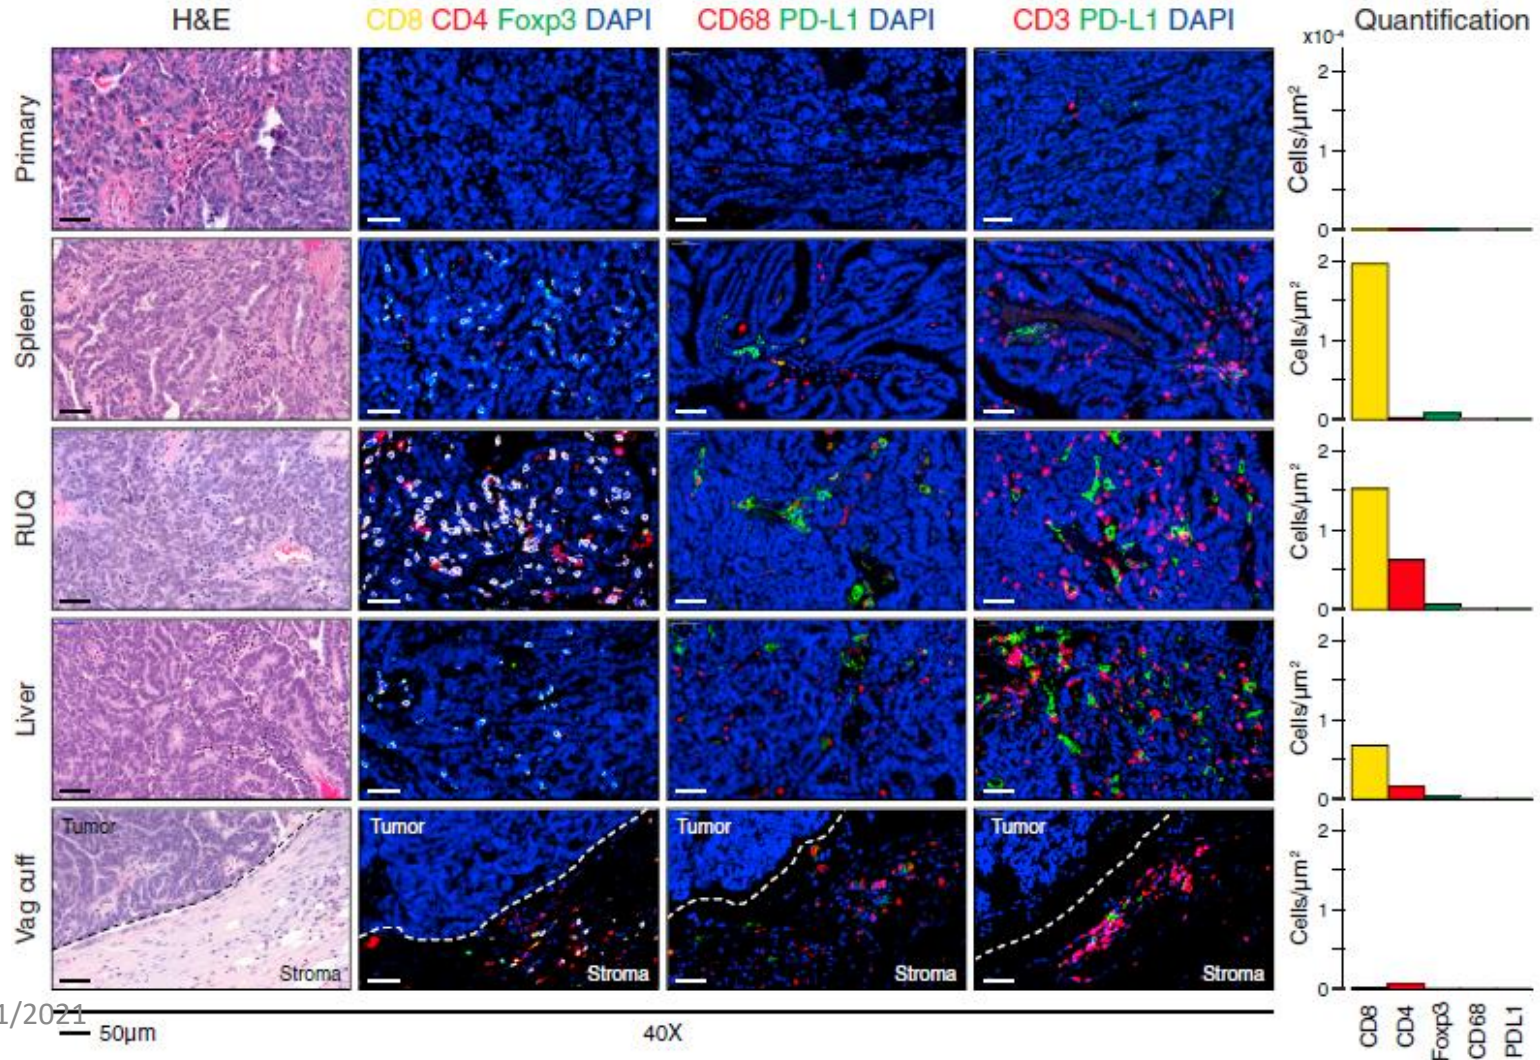 H&E
CD8 CD4 Foxp3 DAPI
CD68 PD-L1 DAPI
CD3 PD-L1 DAPI
Quantification
x10⁻⁴
Primary
Cells/µm²
2
1
0
Spleen
Cells/µm²
2
1
0
RUQ
Cells/µm²
2
1
0
Liver
Cells/µm²
2
1
0
Vag cuff
Tumor
Stroma
Tumor
Stroma
Tumor
Stroma
Tumor
Stroma
Cells/µm²
2
1
0
CD8
CD4
Foxp3
CD68
PDL1
1/2021
50µm
40X